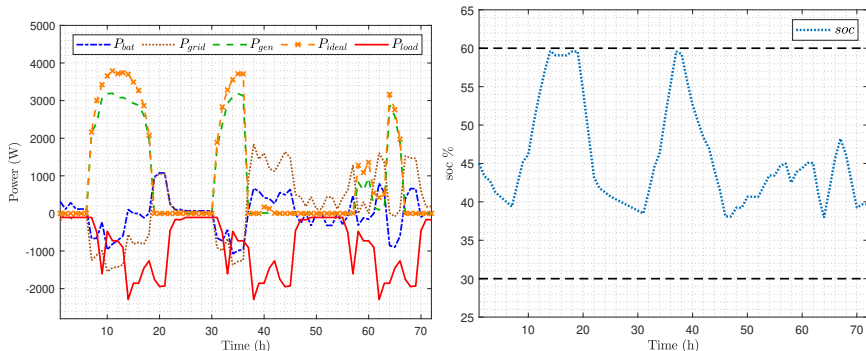 5000
4000
3000
2000
1000
0
-1000
-2000
Power (W)
P_bat P_grid P_gen P_ideal P_load
10 20 30 40 50 60 70
Time (h)
65
60
55
50
45
40
35
30
25
soc %
soc
10 20 30 40 50 60 70
Time (h)